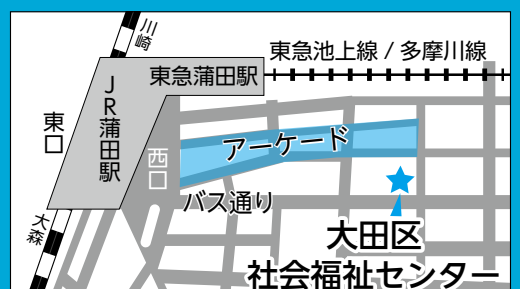 川崎
東急池上線 / 多摩川線
東急蒲田駅
JR蒲田駅
東口
西口
アーケード
バス通り
大森
大田区
社会福祉センター